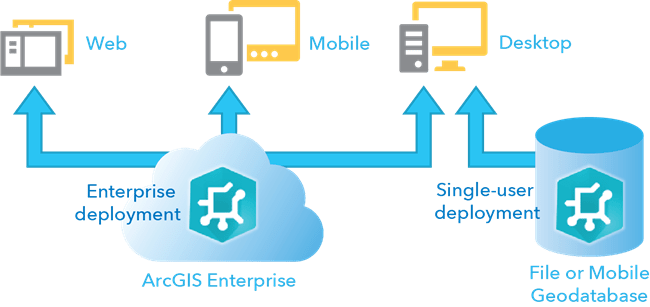 Web
Mobile
Desktop
Enterprise
deployment
Single-user
deployment
ArcGIS Enterprise
File or Mobile
Geodatabase